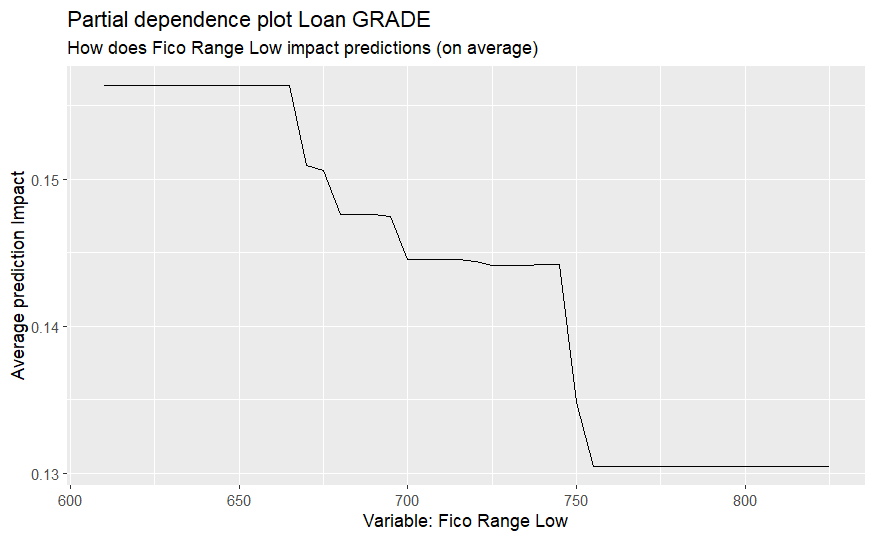 Partial dependence plot Loan GRADE
How does Fico Range Low impact predictions (on average)
Average prediction Impact
0.15
0.14
0.13
600 650 700 750 800
Variable: Fico Range Low